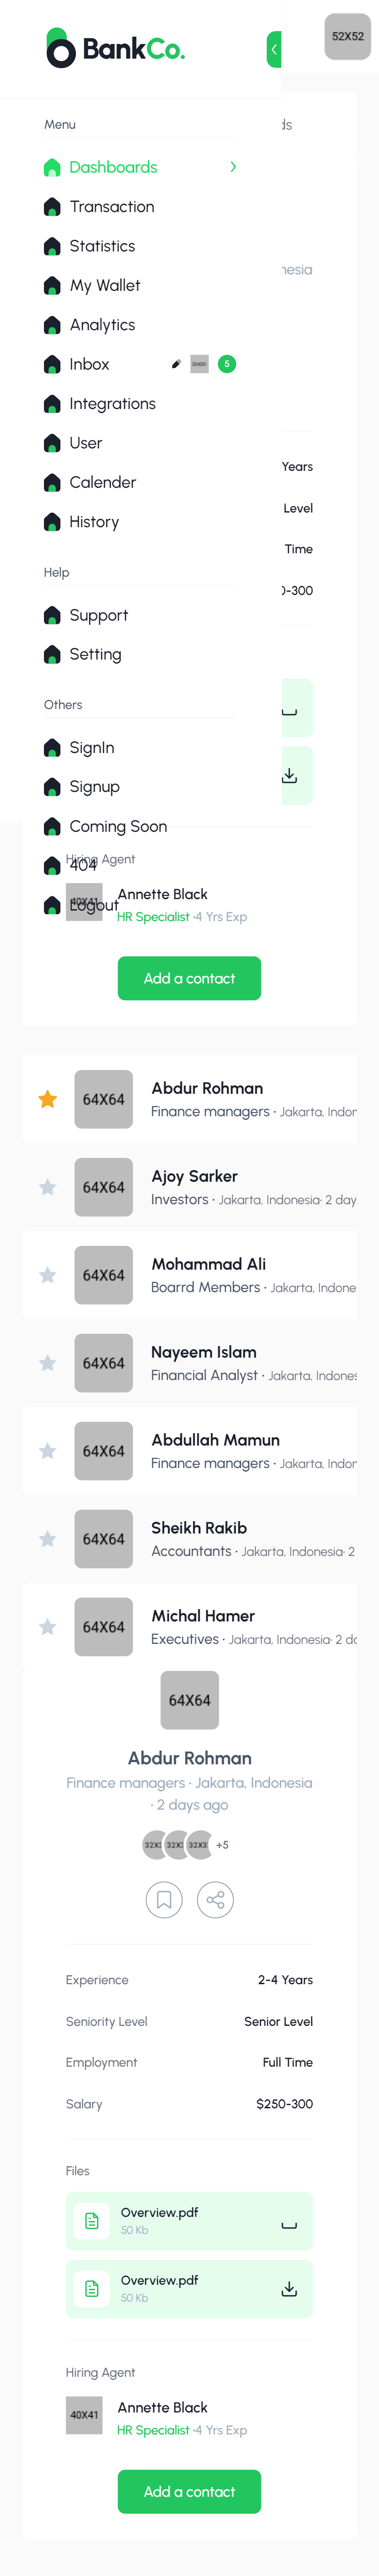 BankCo.
52X52
Menu
ds
Dashboards
Transaction
Statistics
nesia
My Wallet
Analytics
Inbox
5
Integrations
User
Years
Calender
Level
History
Time
Help
0-300
Support
Setting
Others
SignIn
Signup
Coming Soon
Hiring Agent
404
40X41
Logout
Annette Black
HR Specialist ·4 Yrs Exp
Add a contact
64X64
Abdur Rohman
Finance managers · Jakarta, Indon
64X64
Ajoy Sarker
Investors · Jakarta, Indonesia· 2 day
64X64
Mohammad Ali
Boarrd Members · Jakarta, Indone
64X64
Nayeem Islam
Financial Analyst · Jakarta, Indones
64X64
Abdullah Mamun
Finance managers · Jakarta, Indon
64X64
Sheikh Rakib
Accountants · Jakarta, Indonesia· 2
64X64
Michal Hamer
Executives · Jakarta, Indonesia· 2 da
64X64
Abdur Rohman
Finance managers · Jakarta, Indonesia
· 2 days ago
32X3 32X3 32X3 +5
Experience 2-4 Years
Seniority Level Senior Level
Employment Full Time
Salary $250-300
Files
Overview.pdf
50 Kb
Overview.pdf
50 Kb
Hiring Agent
40X41
Annette Black
HR Specialist ·4 Yrs Exp
Add a contact